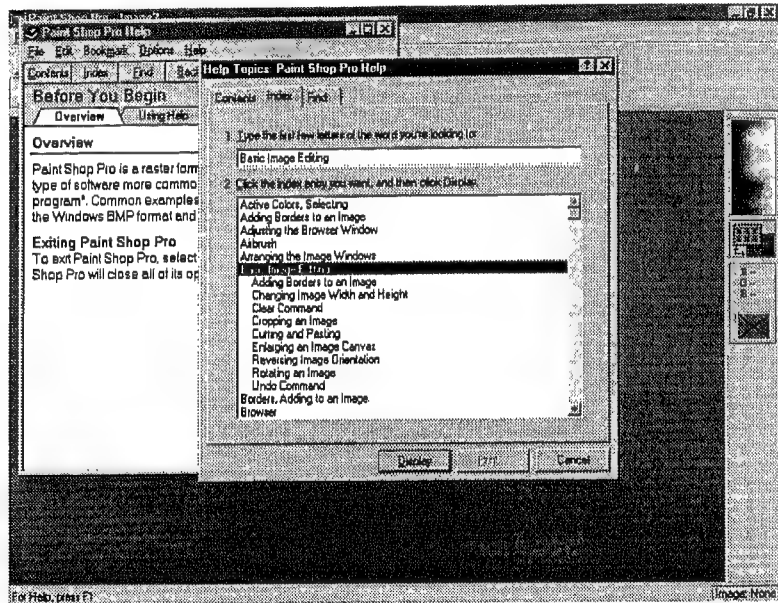 Paint Shop Pro - Image7
Paint Shop Pro Help
File Edit Bookmark Options Help
Contents Index Find Back
Before You Begin
Overview Using Help
Overview
Paint Shop Pro is a raster form
type of software more commo
program". Common examples
the Windows BMP format and
Exiting Paint Shop Pro
To exit Paint Shop Pro, select
Shop Pro will close all of its op
Help Topics: Paint Shop Pro Help
Contents Index Find
1 Type the first few letters of the word you're looking for.
Basic Image Editing
2 Click the index entry you want, and then click Display.
Active Colors, Selecting
Adding Borders to an Image
Adjusting the Browser Window
Airbrush
Arranging the Image Windows
Basic Image Editing
Adding Borders to an Image
Changing Image Width and Height
Clear Command
Cropping an Image
Cutting and Pasting
Enlarging an Image Canvas
Reversing Image Orientation
Rotating an Image
Undo Command
Borders, Adding to an Image
Browser
Display Cancel
For Help, press F1
Image: None